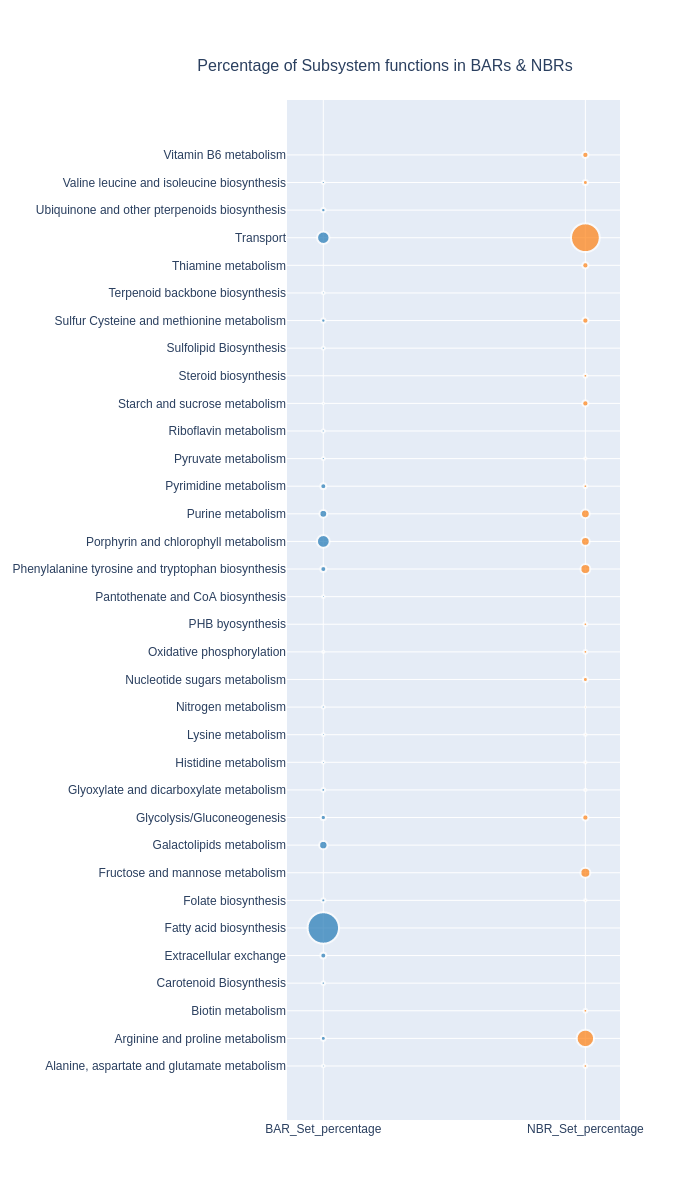 Percentage of Subsystem functions in BARs & NBRs
Vitamin B6 metabolism
Valine leucine and isoleucine biosynthesis
Ubiquinone and other pterpenoids biosynthesis
Transport
Thiamine metabolism
Terpenoid backbone biosynthesis
Sulfur Cysteine and methionine metabolism
Sulfolipid Biosynthesis
Steroid biosynthesis
Starch and sucrose metabolism
Riboflavin metabolism
Pyruvate metabolism
Pyrimidine metabolism
Purine metabolism
Porphyrin and chlorophyll metabolism
Phenylalanine tyrosine and tryptophan biosynthesis
Pantothenate and CoA biosynthesis
PHB byosynthesis
Oxidative phosphorylation
Nucleotide sugars metabolism
Nitrogen metabolism
Lysine metabolism
Histidine metabolism
Glyoxylate and dicarboxylate metabolism
Glycolysis/Gluconeogenesis
Galactolipids metabolism
Fructose and mannose metabolism
Folate biosynthesis
Fatty acid biosynthesis
Extracellular exchange
Carotenoid Biosynthesis
Biotin metabolism
Arginine and proline metabolism
Alanine, aspartate and glutamate metabolism
BAR_Set_percentage NBR_Set_percentage